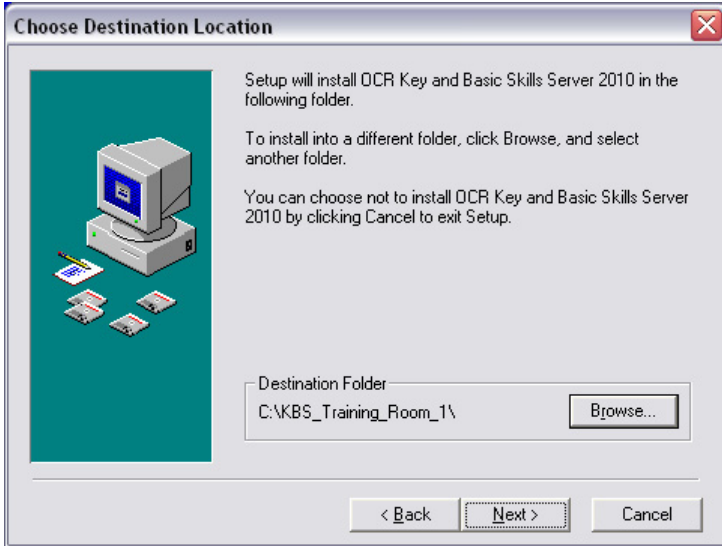 Choose Destination Location
Setup will install OCR Key and Basic Skills Server 2010 in the
following folder.
To install into a different folder, click Browse, and select
another folder.
You can choose not to install OCR Key and Basic Skills Server
2010 by clicking Cancel to exit Setup.
Destination Folder
C:\KBS_Training_Room_1\
Browse...
< Back
Next >
Cancel